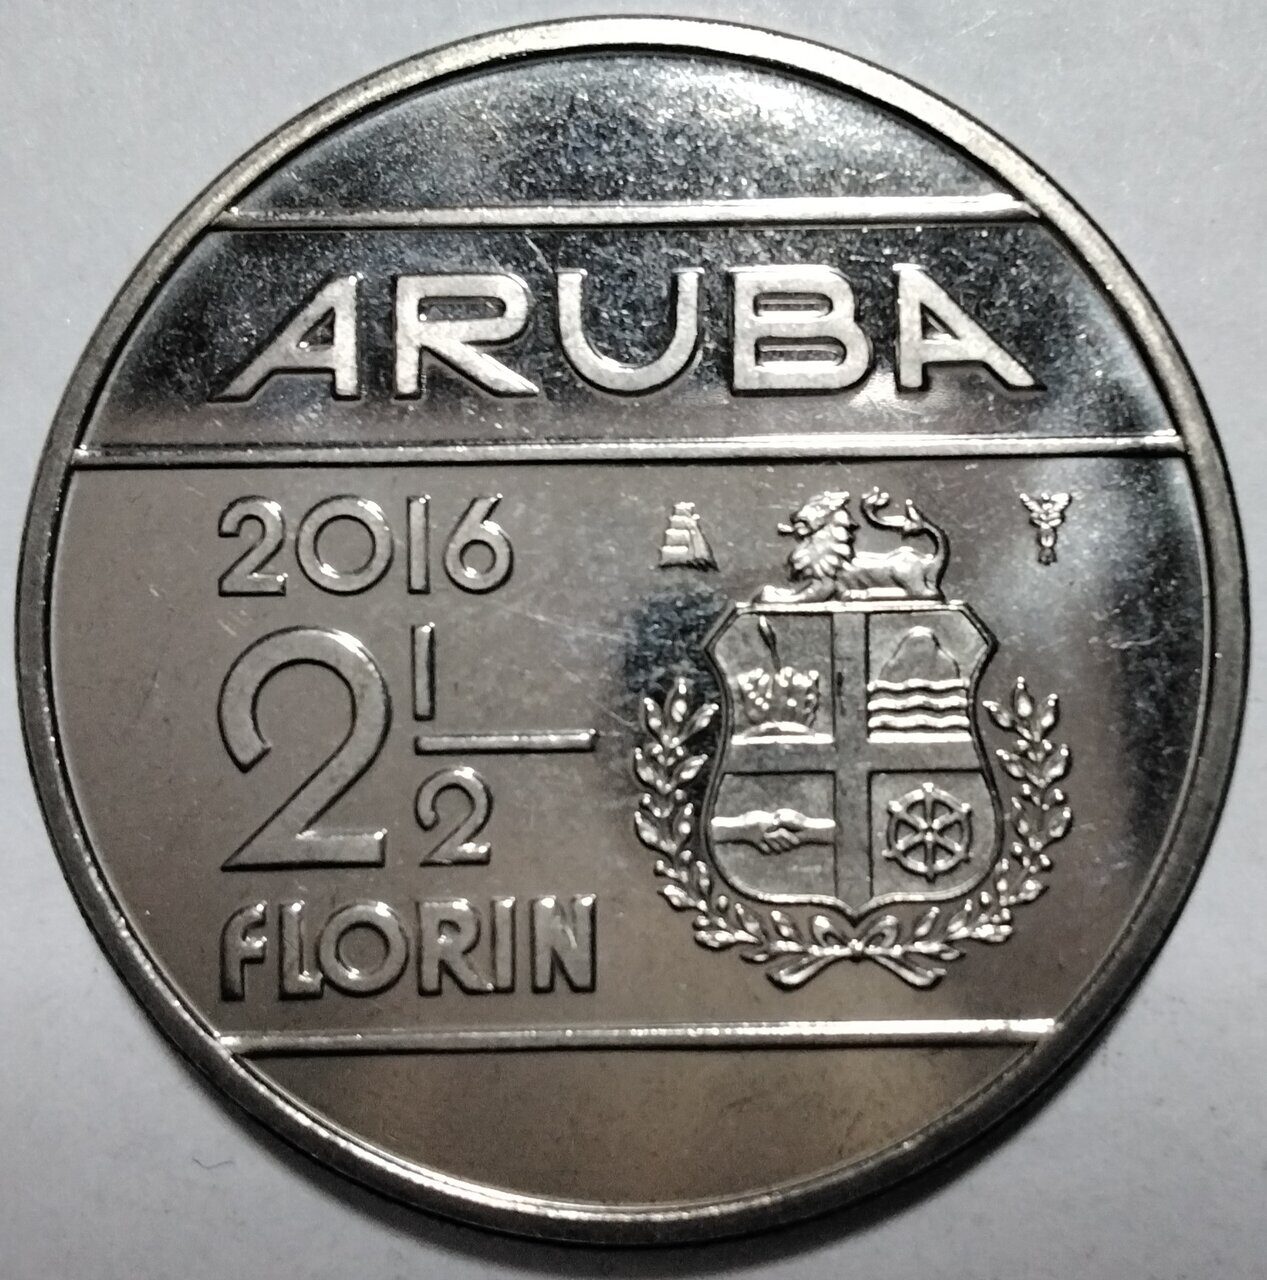 ARUBA
2016
2 1/2
FLORIN